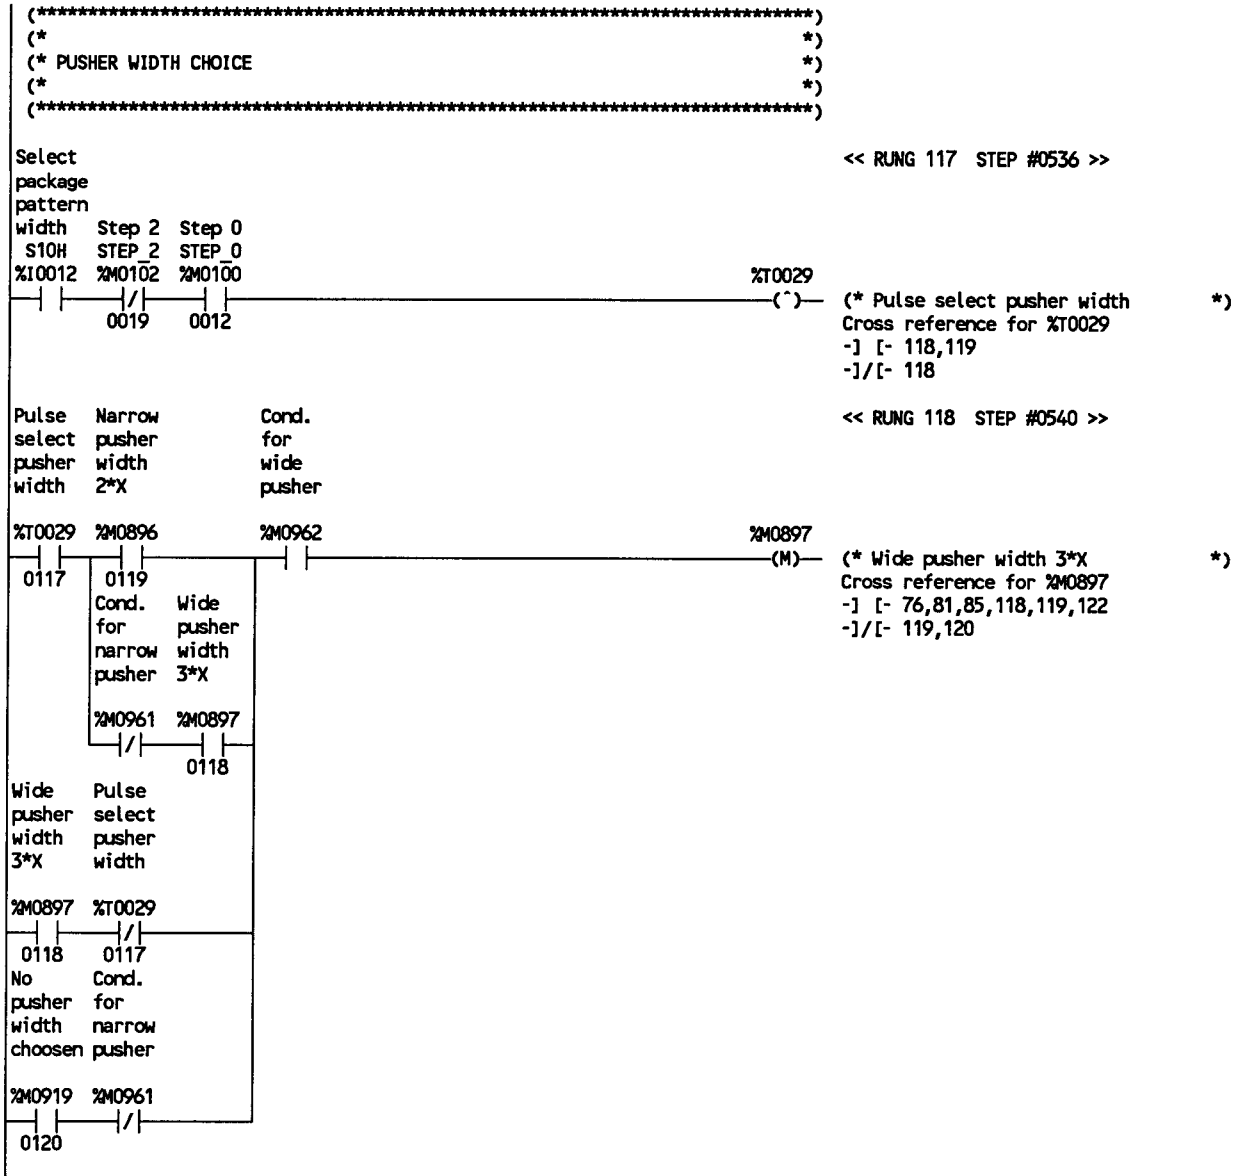 (***************************************************************************)
(* *)
(* PUSHER WIDTH CHOICE *)
(* *)
(***************************************************************************)
Select << RUNG 117 STEP #0536 >>
package
pattern
width Step 2 Step 0
S10H STEP_2 STEP_0
%I0012 %M0102 %M0100 %T0029
(^) (* Pulse select pusher width *)
0019 0012 Cross reference for %T0029
-] [- 118,119
-]/[- 118
Pulse Narrow Cond. << RUNG 118 STEP #0540 >>
select pusher for
pusher width wide
width 2*X pusher
%T0029 %M0896 %M0962 %M0897
(M) (* Wide pusher width 3*X *)
0117 0119 Cross reference for %M0897
Cond. Wide -] [- 76,81,85,118,119,122
for pusher -]/[- 119,120
narrow width
pusher 3*X
%M0961 %M0897
0118
Wide Pulse
pusher select
width pusher
3*X width
%M0897 %T0029
0118 0117
No Cond.
pusher for
width narrow
choosen pusher
%M0919 %M0961
0120